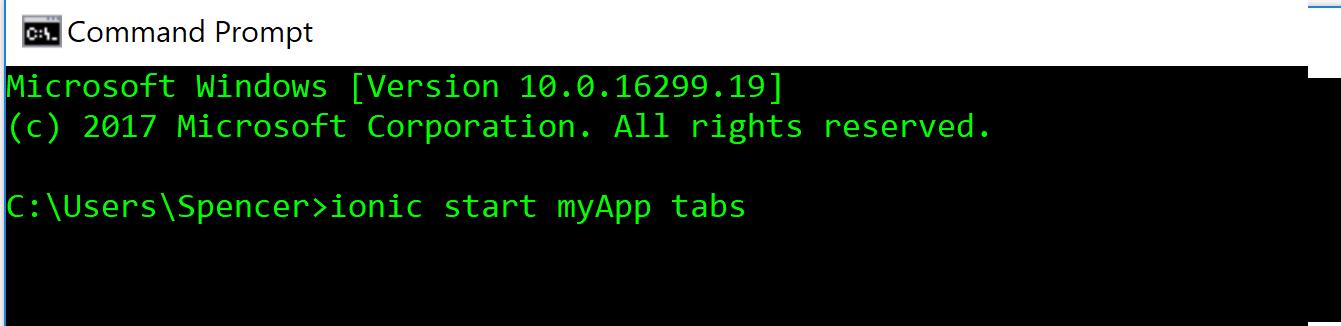 Command Prompt
Microsoft Windows [Version 10.0.16299.19]
(c) 2017 Microsoft Corporation. All rights reserved.
C:\Users\Spencer>ionic start myApp tabs